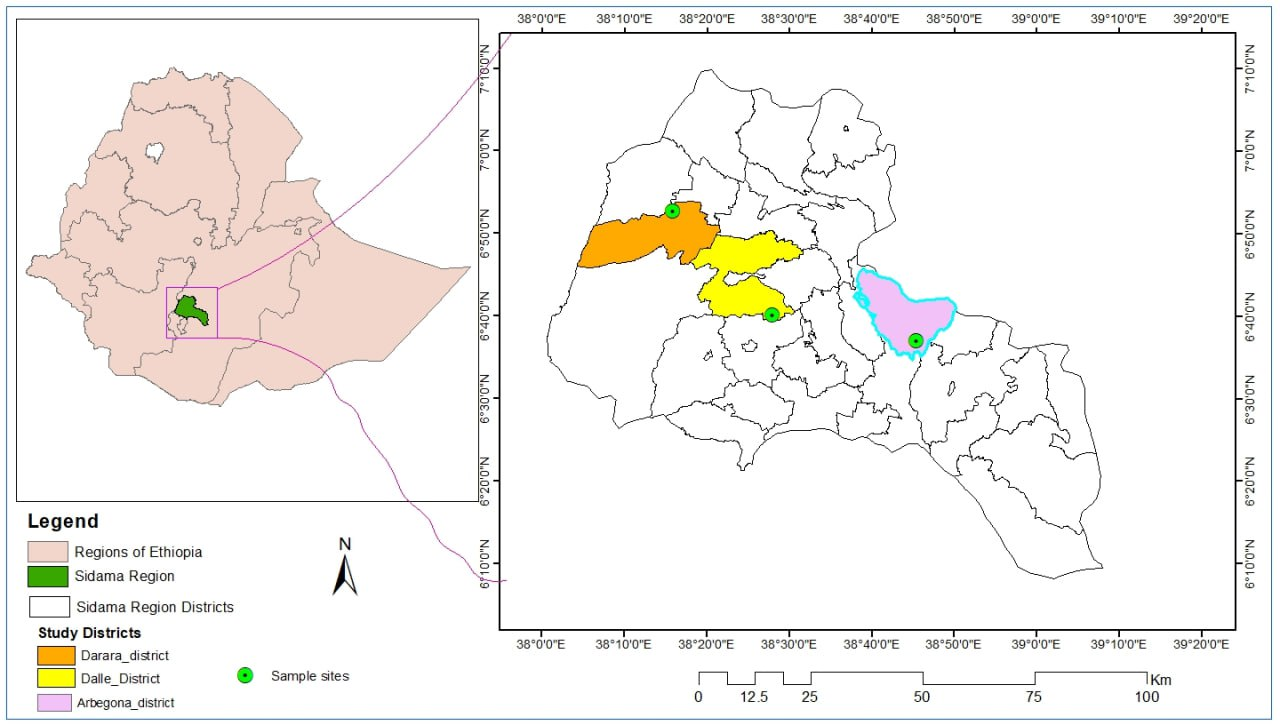 38°0'0"E 38°10'0"E 38°20'0"E 38°30'0"E 38°40'0"E 38°50'0"E 39°0'0"E 39°10'0"E 39°20'0"E
7°10'0"N
7°0'0"N
6°50'0"N
6°40'0"N
6°30'0"N
6°20'0"N
6°10'0"N
7°10'0"N
7°0'0"N
6°50'0"N
6°40'0"N
6°30'0"N
6°20'0"N
6°10'0"N
38°0'0"E 38°10'0"E 38°20'0"E 38°30'0"E 38°40'0"E 38°50'0"E 39°0'0"E 39°10'0"E 39°20'0"E
Legend
Regions of Ethiopia
Sidama Region
Sidama Region Districts
Study Districts
Darara_district
Dalle_District
Arbegona_district
N
Sample sites
Km
0 12.5 25 50 75 100